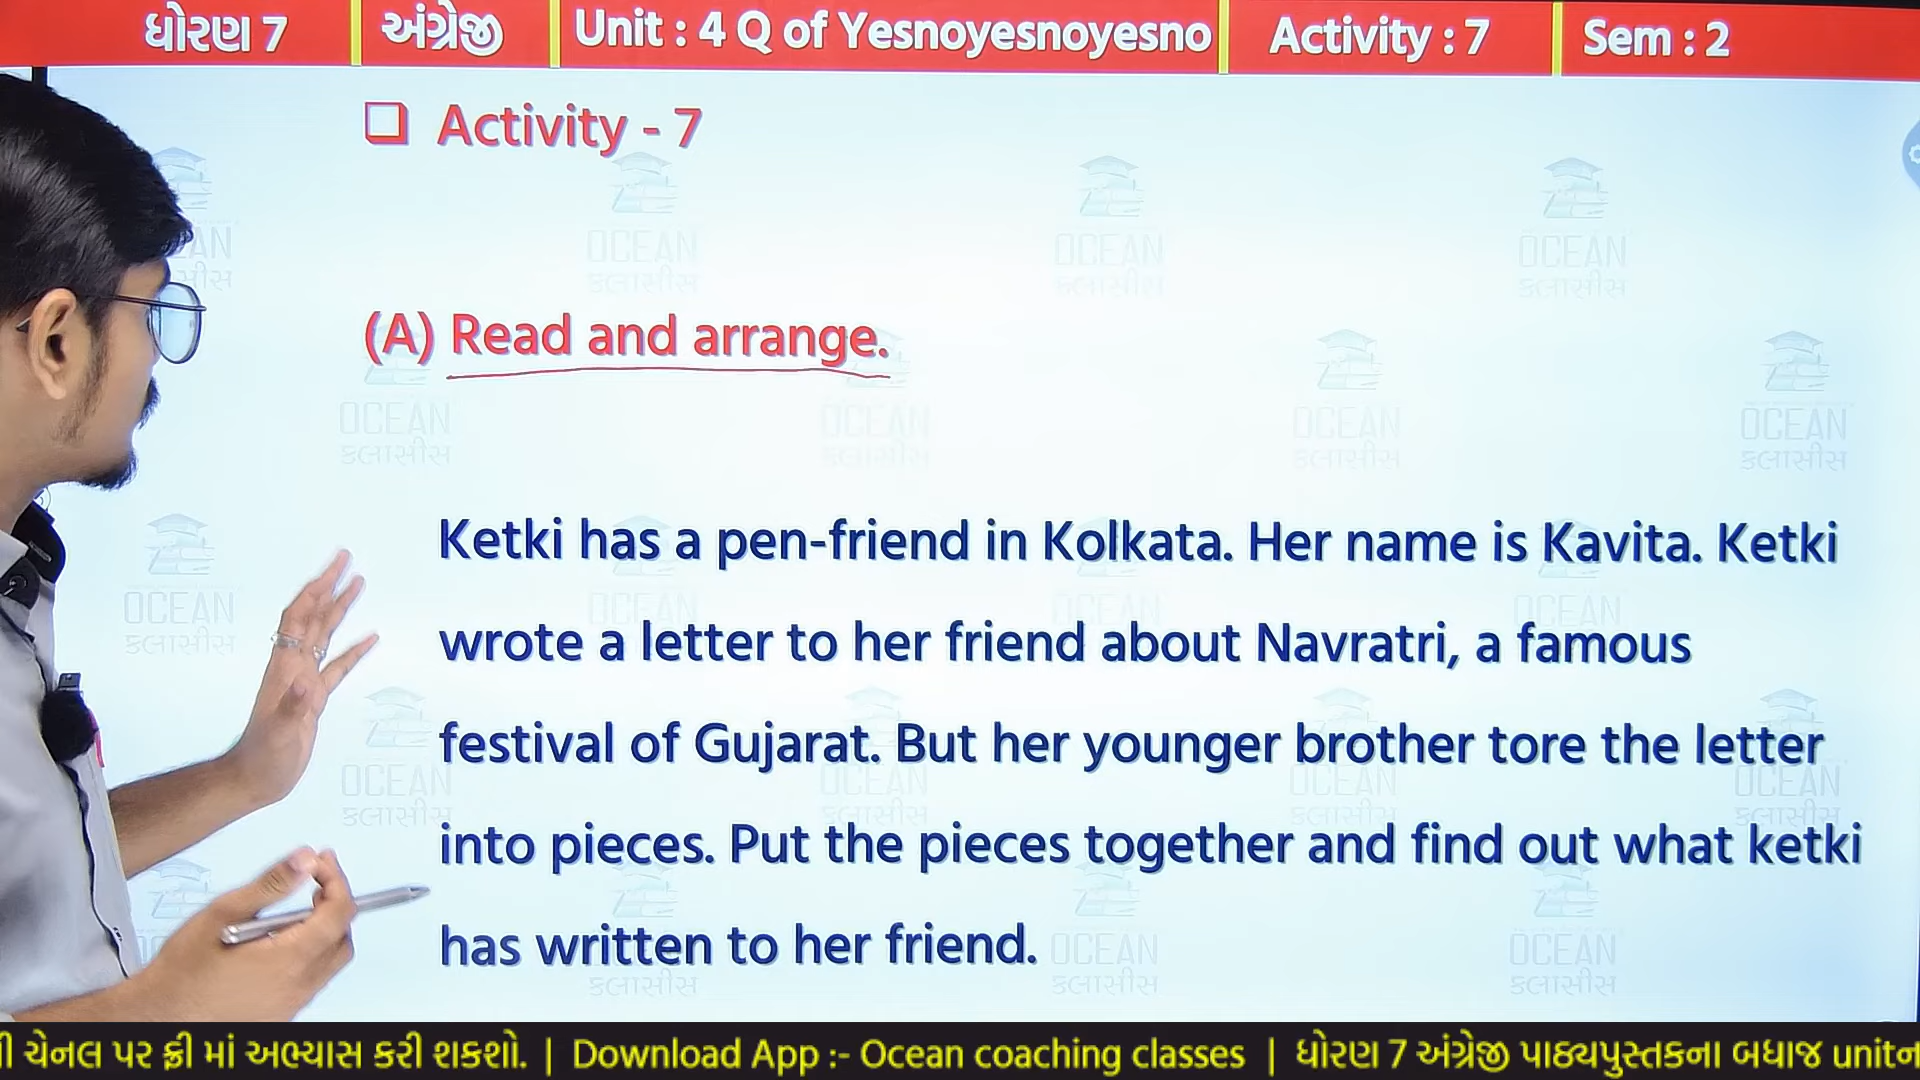 ધોરણ 7 અંગ્રેજી Unit : 4 Q of Yesnoyesnoyesno Activity : 7 Sem : 2
❑ Activity - 7
(A) Read and arrange.
Ketki has a pen-friend in Kolkata. Her name is Kavita. Ketki
wrote a letter to her friend about Navratri, a famous
festival of Gujarat. But her younger brother tore the letter
into pieces. Put the pieces together and find out what ketki
has written to her friend.
OCEAN
ક્લાસીસ
ચેનલ પર ફ્રી માં અભ્યાસ કરી શકશો. | Download App :- Ocean coaching classes | ધોરણ 7 અંગ્રેજી પાઠ્યપુસ્તકના બધાજ unitન